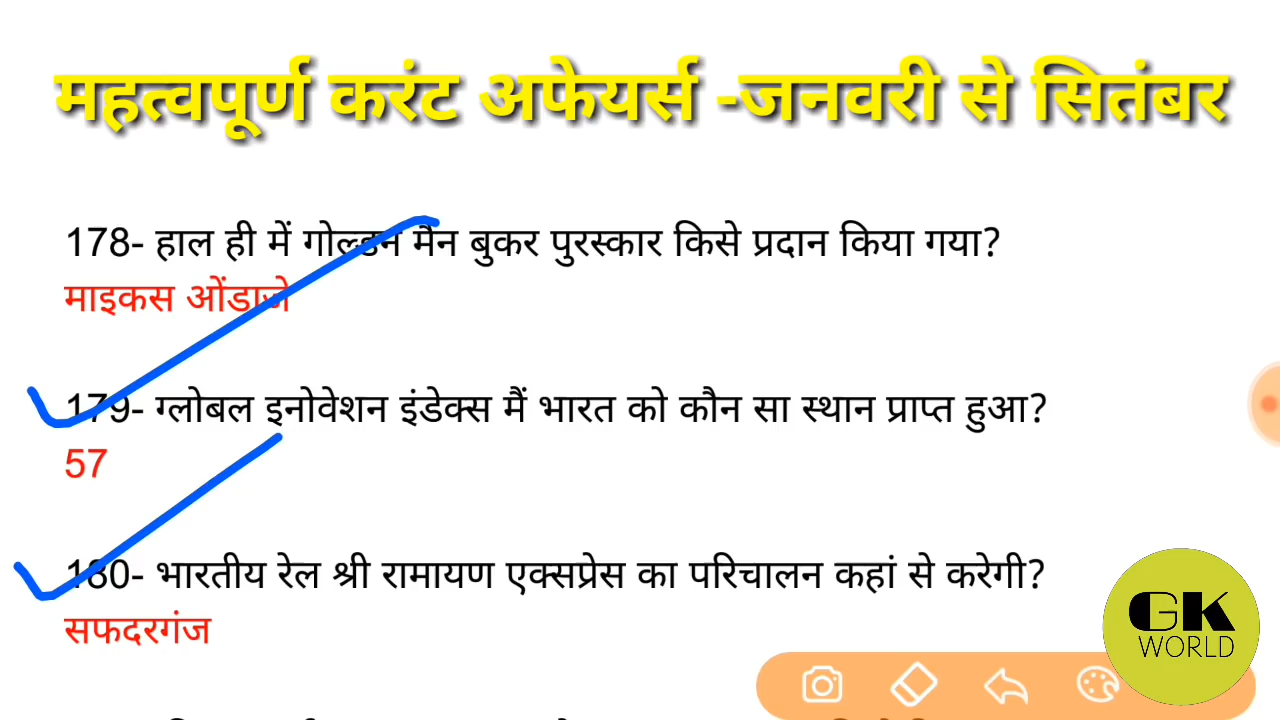 महत्वपूर्ण करंट अफेयर्स -जनवरी से सितंबर
178- हाल ही में गोल्डन मैन बुकर पुरस्कार किसे प्रदान किया गया?
माइकस ओंडाजे
179- ग्लोबल इनोवेशन इंडेक्स मैं भारत को कौन सा स्थान प्राप्त हुआ?
57
180- भारतीय रेल श्री रामायण एक्सप्रेस का परिचालन कहां से करेगी?
सफदरगंज
GK
WORLD